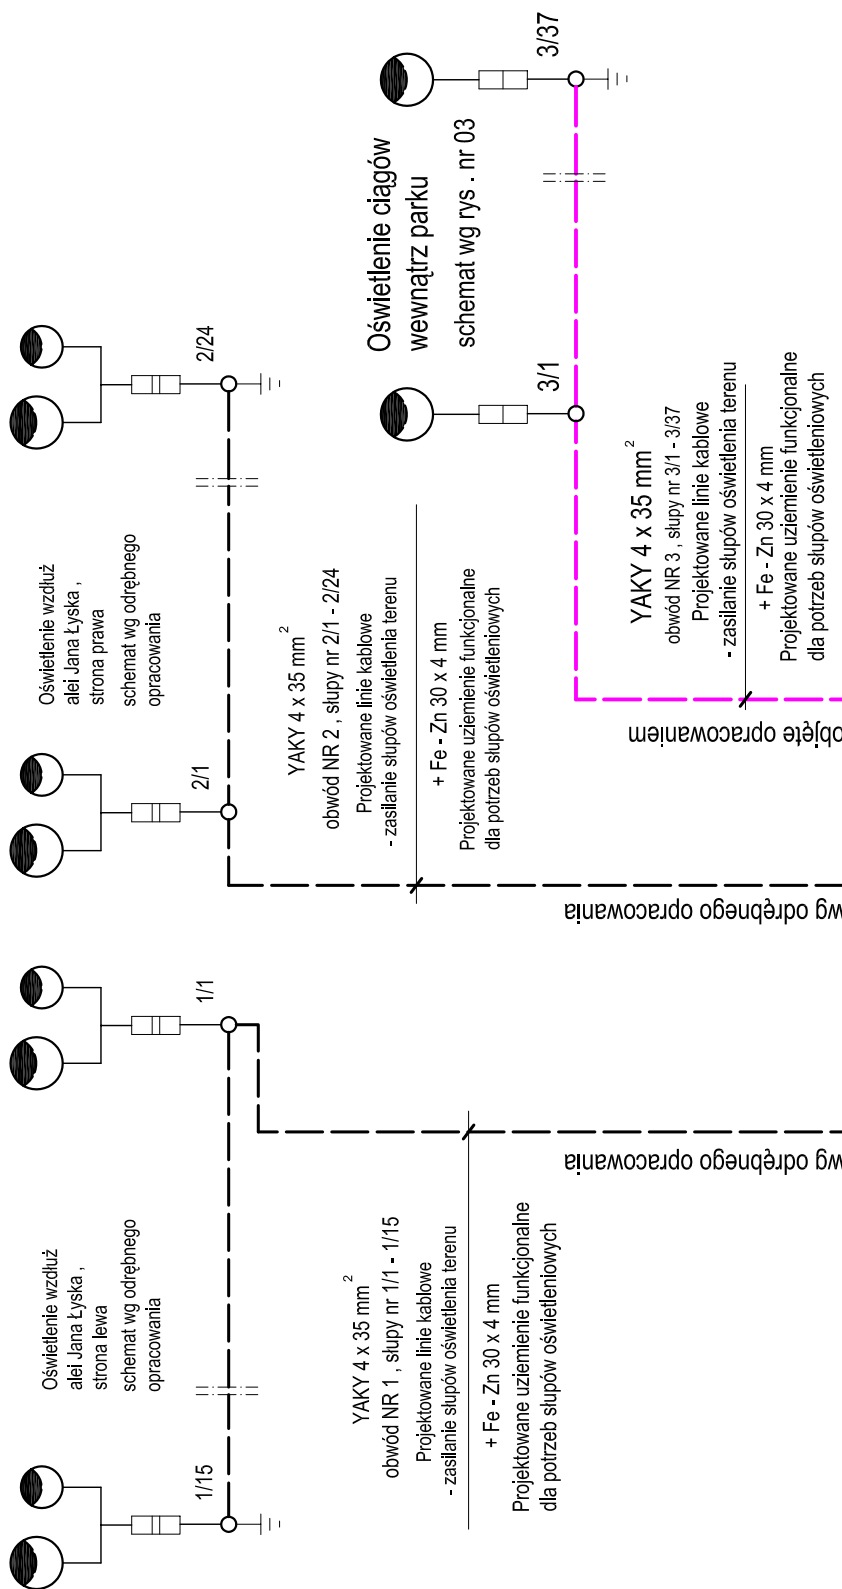 Oświetlenie wzdłuż
alei Jana Łyska ,
strona lewa
schemat wg odrębnego
opracowania
1/15
1/1
YAKY 4 x 35 mm 2
obwód NR 1 , słupy nr 1/1 - 1/15
Projektowane linie kablowe
- zasilanie słupów oświetlenia terenu
+ Fe - Zn 30 x 4 mm
Projektowane uziemienie funkcjonalne
dla potrzeb słupów oświetleniowych
wg odrębnego opracowania
Oświetlenie wzdłuż
alei Jana Łyska ,
strona prawa
schemat wg odrębnego
opracowania
2/1
2/24
YAKY 4 x 35 mm 2
obwód NR 2 , słupy nr 2/1 - 2/24
Projektowane linie kablowe
- zasilanie słupów oświetlenia terenu
+ Fe - Zn 30 x 4 mm
Projektowane uziemienie funkcjonalne
dla potrzeb słupów oświetleniowych
wg odrębnego opracowania
Oświetlenie ciągów
wewnątrz parku
schemat wg rys . nr 03
3/1
3/37
YAKY 4 x 35 mm 2
obwód NR 3 , słupy nr 3/1 - 3/37
Projektowane linie kablowe
- zasilanie słupów oświetlenia terenu
+ Fe - Zn 30 x 4 mm
Projektowane uziemienie funkcjonalne
dla potrzeb słupów oświetleniowych
objęte opracowaniem